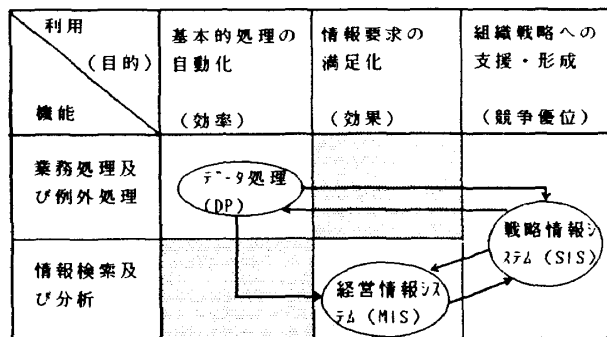 利用
(目的)
機能
基本的処理の
自動化
(効率)
情報要求の
満足化
(効果)
組織戦略への
支援・形成
(競争優位)
業務処理及
び例外処理
データ処理
(DP)
戦略情報シ
ステム(SIS)
情報検索及
び分析
経営情報シス
テム(MIS)